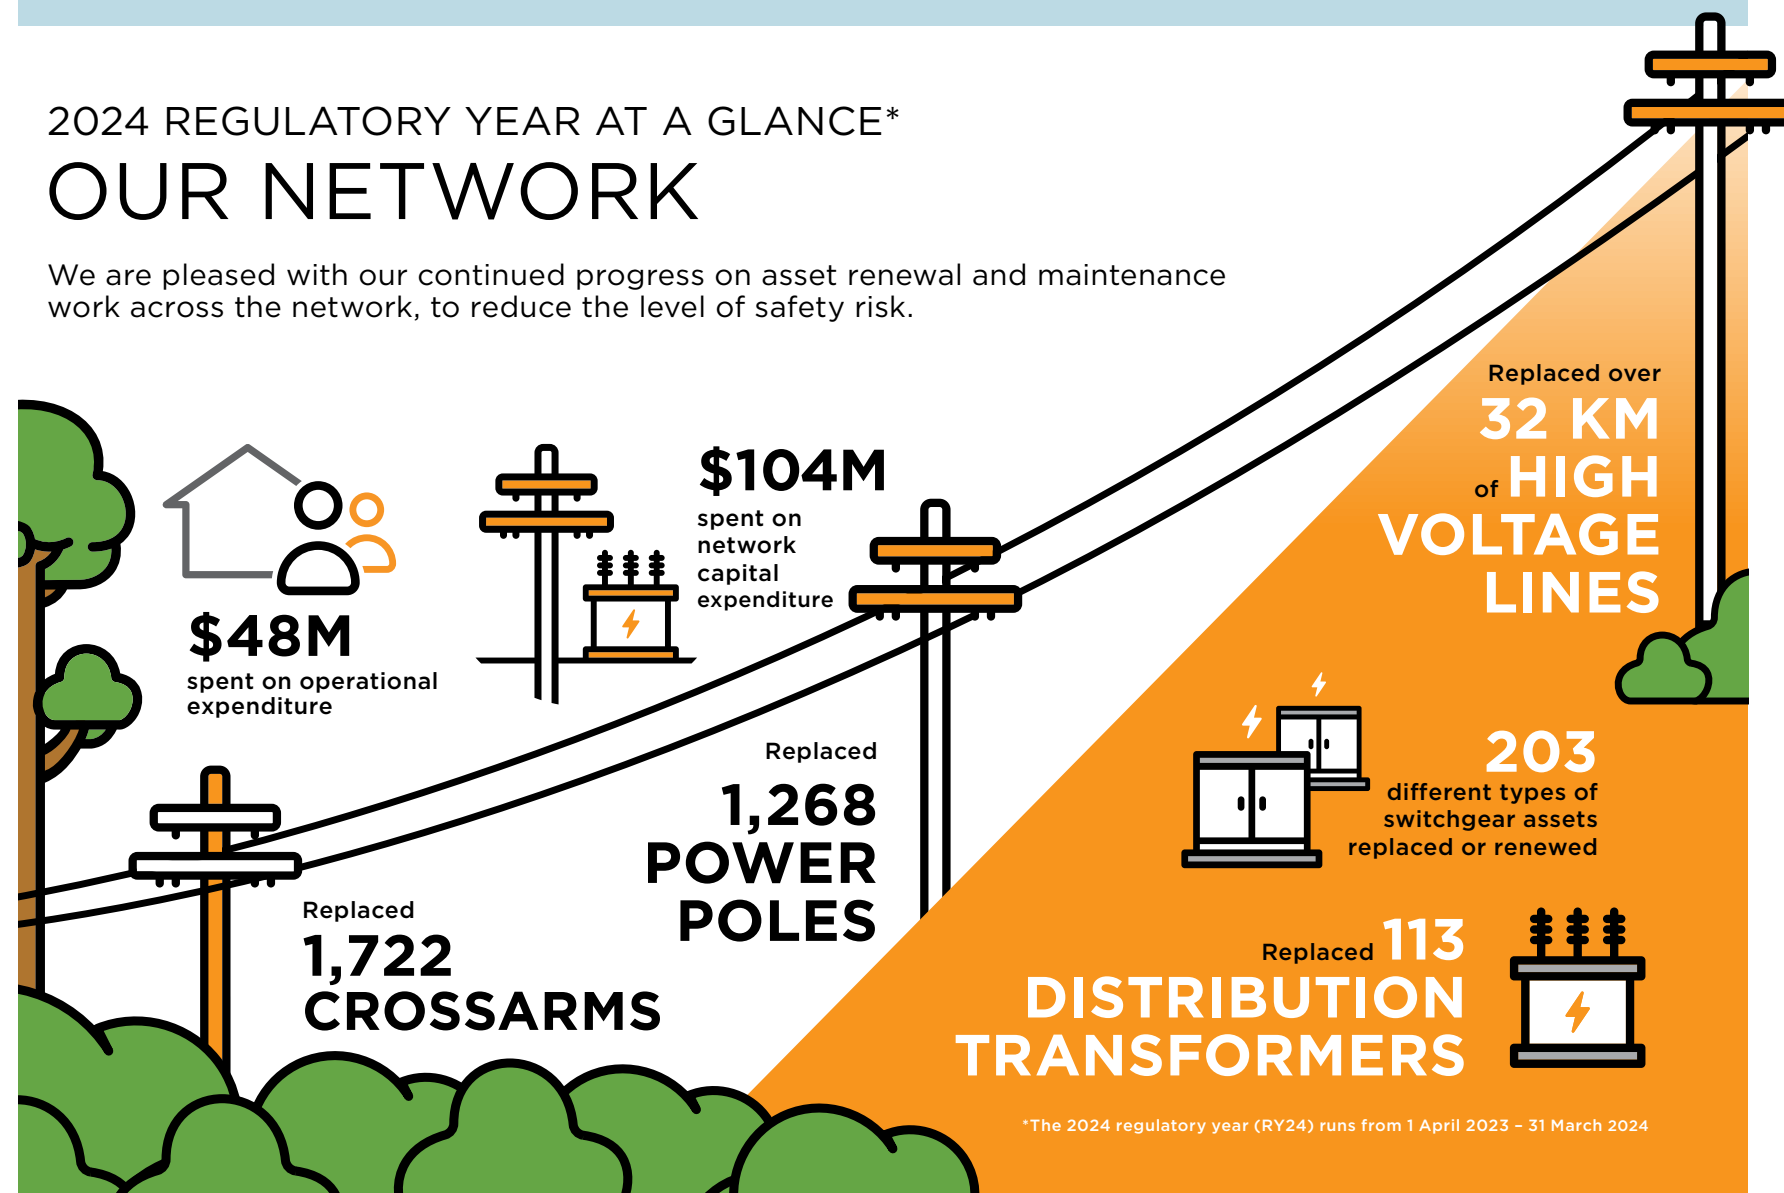 2024 REGULATORY YEAR AT A GLANCE*
OUR NETWORK
We are pleased with our continued progress on asset renewal and maintenance
work across the network, to reduce the level of safety risk.
$48M
spent on operational
expenditure
$104M
spent on
network
capital
expenditure
Replaced over
32 KM
of HIGH
VOLTAGE
LINES
Replaced
1,722
CROSSARMS
Replaced
1,268
POWER
POLES
203
different types of
switchgear assets
replaced or renewed
Replaced 113
DISTRIBUTION
TRANSFORMERS
*The 2024 regulatory year (RY24) runs from 1 April 2023 – 31 March 2024